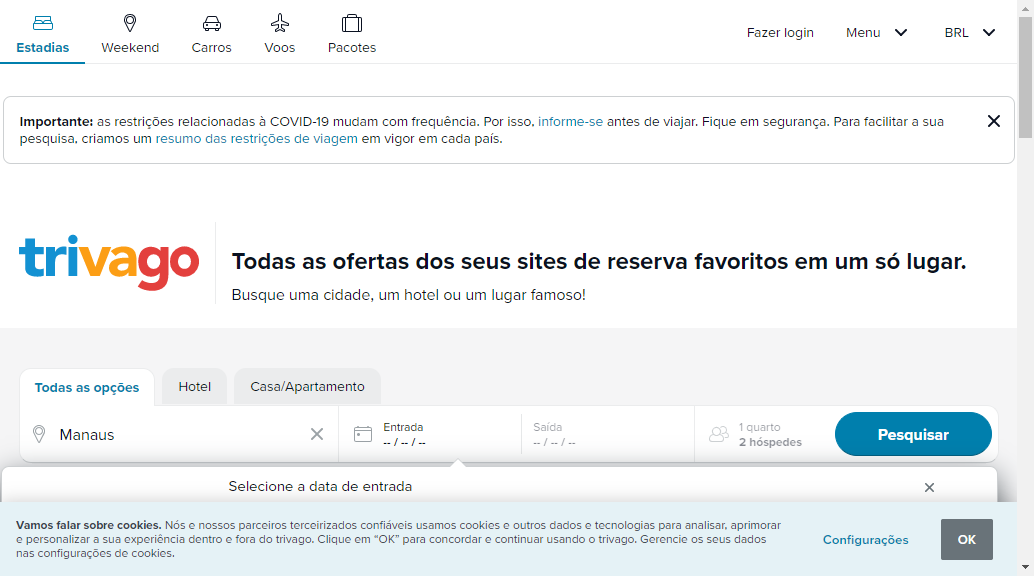 Estadias
Weekend
Carros
Voos
Pacotes
Fazer login
Menu
BRL
Importante: as restrições relacionadas à COVID-19 mudam com frequência. Por isso, informe-se antes de viajar. Fique em segurança. Para facilitar a sua
pesquisa, criamos um resumo das restrições de viagem em vigor em cada país.
trivago
Todas as ofertas dos seus sites de reserva favoritos em um só lugar.
Busque uma cidade, um hotel ou um lugar famoso!
Todas as opções
Hotel
Casa/Apartamento
Manaus
Entrada
-- / -- / --
Saída
-- / -- / --
1 quarto
2 hóspedes
Pesquisar
Selecione a data de entrada
Vamos falar sobre cookies. Nós e nossos parceiros terceirizados confiáveis usamos cookies e outros dados e tecnologias para analisar, aprimorar
e personalizar a sua experiência dentro e fora do trivago. Clique em “OK” para concordar e continuar usando o trivago. Gerencie os seus dados
nas configurações de cookies.
Configurações
OK